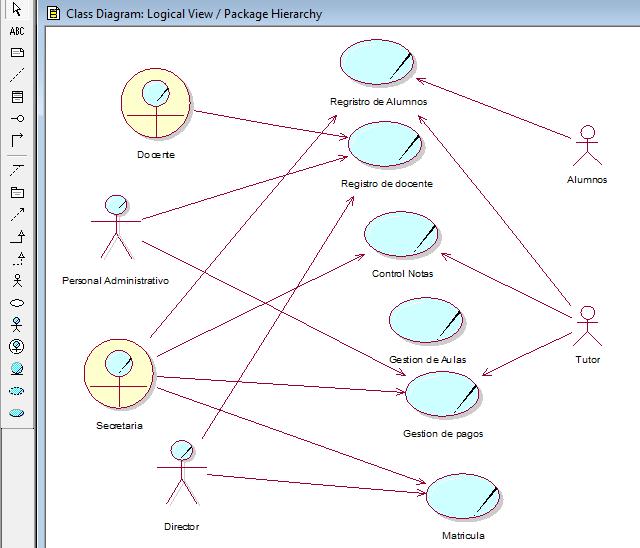 Class Diagram: Logical View / Package Hierarchy
ABC
Regristro de Alumnos
Docente
Registro de docente
Alumnos
Personal Administrativo
Control Notas
Gestion de Aulas
Tutor
Secretaria
Gestion de pagos
Director
Matricula